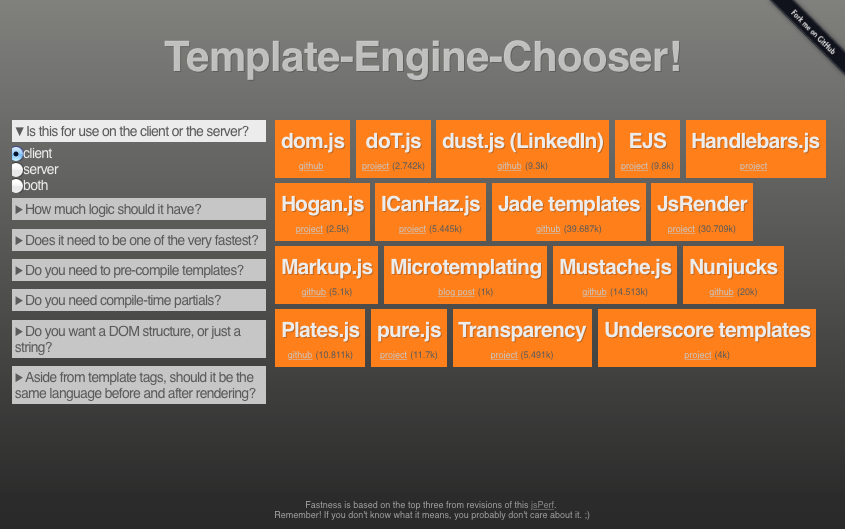 Fork me on GitHub
Template-Engine-Chooser!
▼Is this for use on the client or the server?
client
server
both
▶How much logic should it have?
▶Does it need to be one of the very fastest?
▶Do you need to pre-compile templates?
▶Do you need compile-time partials?
▶Do you want a DOM structure, or just a
string?
▶Aside from template tags, should it be the
same language before and after rendering?
dom.js doT.js dust.js (LinkedIn) EJS Handlebars.js
github project (2.742k) github (9.3k) project (9.8k) project
Hogan.js ICanHaz.js Jade templates JsRender
project (2.5k) project (5.445k) github (39.687k) project (30.709k)
Markup.js Microtemplating Mustache.js Nunjucks
github (5.1k) blog post (1k) github (14.513k) github (20k)
Plates.js pure.js Transparency Underscore templates
github (10.811k) project (11.7k) project (5.491k) project (4k)
Fastness is based on the top three from revisions of this jsPerf.
Remember! If you don't know what it means, you probably don't care about it. ;)